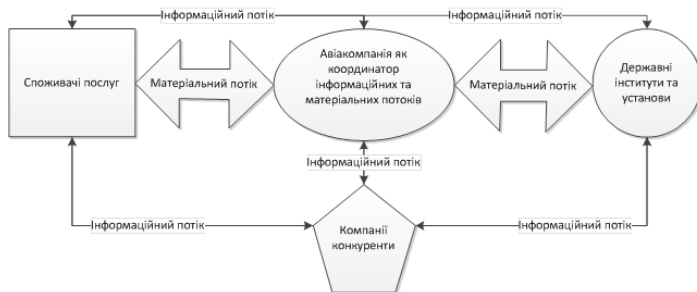 Інформаційний потік
Інформаційний потік
Споживачі послуг
Матеріальний потік
Авіакомпанія як
координатор
інформаційних та
матеріальних потоків
Матеріальний потік
Державні
інститути та
установи
Інформаційний потік
Інформаційний потік
Компанії
конкуренти
Інформаційний потік